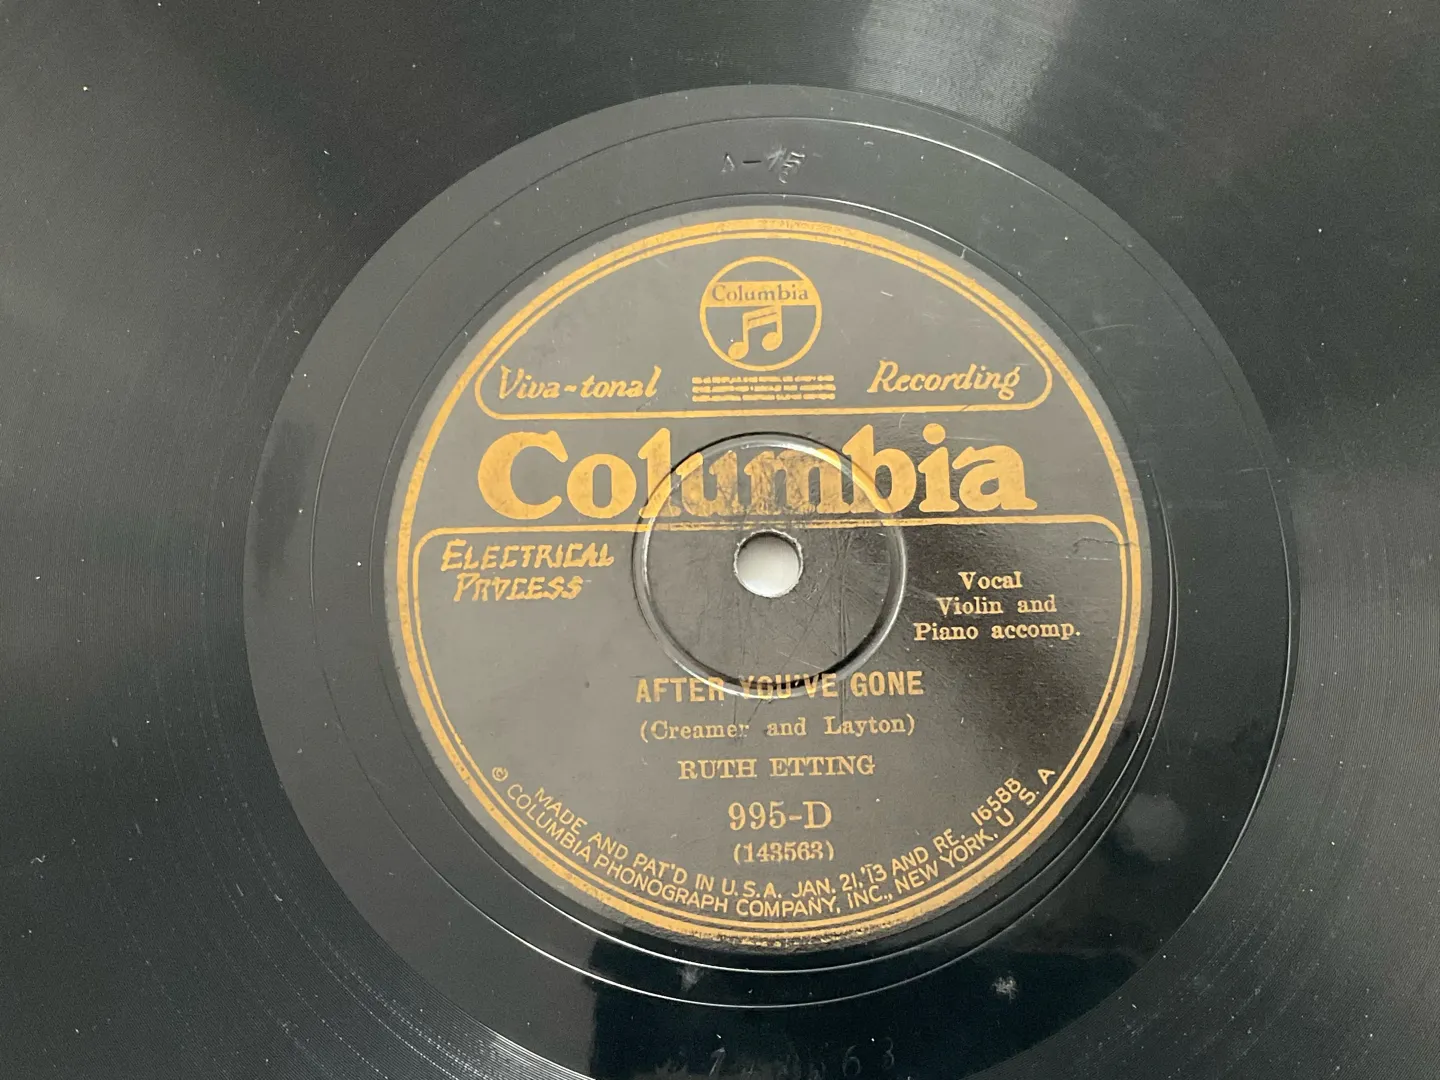 Columbia
Viva-tonal Recording
Columbia
ELECTRICAL
PROCESS
Vocal
Violin and
Piano accomp.
AFTER YOU'VE GONE
(Creamer and Layton)
RUTH ETTING
995-D
(143563)
MADE AND PAT'D IN U.S.A. JAN. 21,'13 AND RE. 16588,
© COLUMBIA PHONOGRAPH COMPANY, INC., NEW YORK. U. S. A